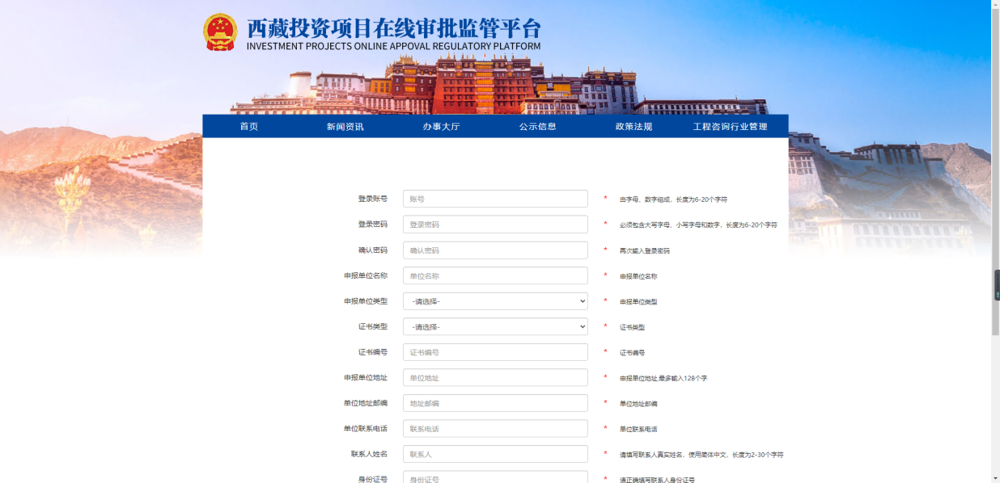 西藏投资项目在线审批监管平台
INVESTMENT PROJECTS ONLINE APPOVAL REGULATORY PLATFORM
首页 新闻资讯 办事大厅 公示信息 政策法规 工程咨询行业管理
登录账号 账号 * 由字母、数字组成，长度为6-20个字符
登录密码 登录密码 * 必须包含大写字母、小写字母和数字，长度为6-20个字符
确认密码 确认密码 * 再次输入登录密码
申报单位名称 单位名称 * 申报单位名称
申报单位类型 -请选择- * 申报单位类型
证书类型 -请选择- * 证书类型
证书编号 证书编号 * 证书编号
申报单位地址 单位地址 * 申报单位地址,最多输入128个字
单位地址邮编 地址邮编 * 单位地址邮编
单位联系电话 联系电话 * 单位联系电话
联系人姓名 联系人 * 请填写联系人真实姓名，使用简体中文，长度为2-30个字符
身份证号 身份证号 * 请正确填写联系人身份证号